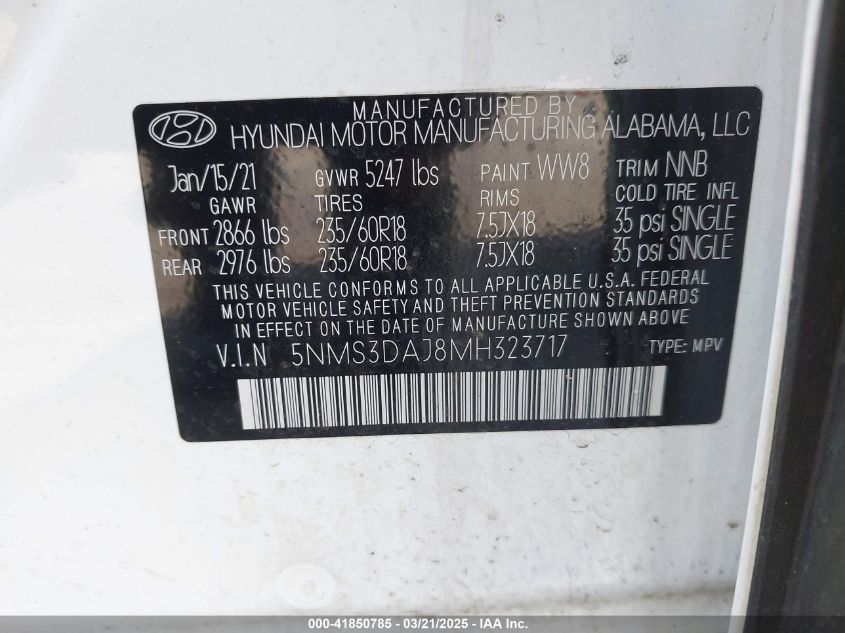 MANUFACTURED BY
HYUNDAI MOTOR MANUFACTURING ALABAMA, LLC
Jan/15/21 GVWR 5247 lbs PAINT WW8 TRIM NNB
GAWR TIRES RIMS COLD TIRE INFL
FRONT 2866 lbs 235/60R18 7.5JX18 35 psi SINGLE
REAR 2976 lbs 235/60R18 7.5JX18 35 psi SINGLE
THIS VEHICLE CONFORMS TO ALL APPLICABLE U.S.A. FEDERAL
MOTOR VEHICLE SAFETY AND THEFT PREVENTION STANDARDS
IN EFFECT ON THE DATE OF MANUFACTURE SHOWN ABOVE.
V.I.N 5NMS3DAJ8MH323717 TYPE: MPV
000-41850785 - 03/21/2025 - IAA Inc.